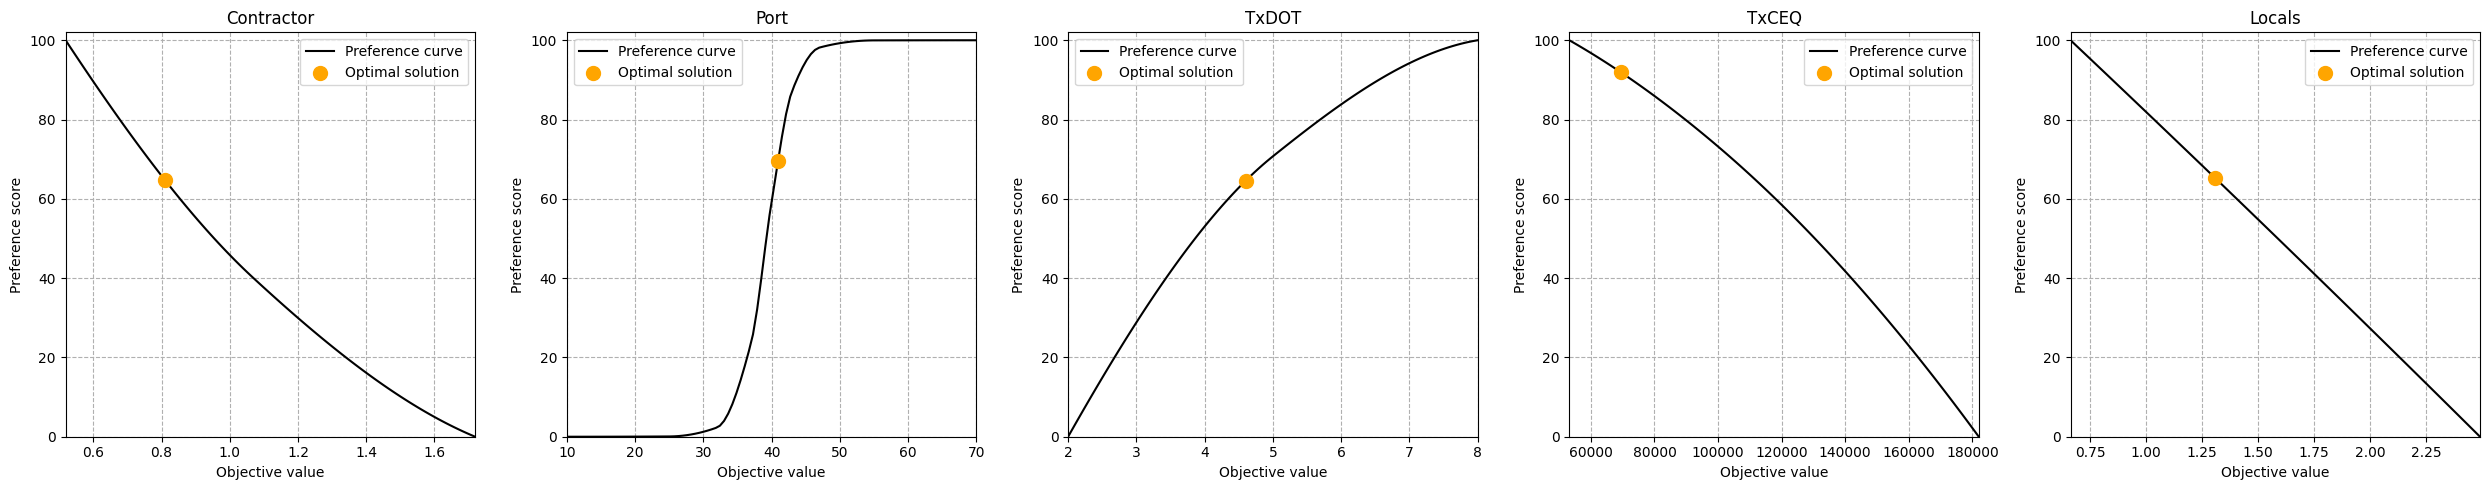 Contractor
Preference curve
Optimal solution
Preference score
100
80
60
40
20
0
0.6 0.8 1.0 1.2 1.4 1.6
Objective value
Port
Preference curve
Optimal solution
Preference score
100
80
60
40
20
0
10 20 30 40 50 60 70
Objective value
TxDOT
Preference curve
Optimal solution
Preference score
100
80
60
40
20
0
2 3 4 5 6 7 8
Objective value
TxCEQ
Preference curve
Optimal solution
Preference score
100
80
60
40
20
0
60000 80000 100000 120000 140000 160000 180000
Objective value
Locals
Preference curve
Optimal solution
Preference score
100
80
60
40
20
0
0.75 1.00 1.25 1.50 1.75 2.00 2.25
Objective value